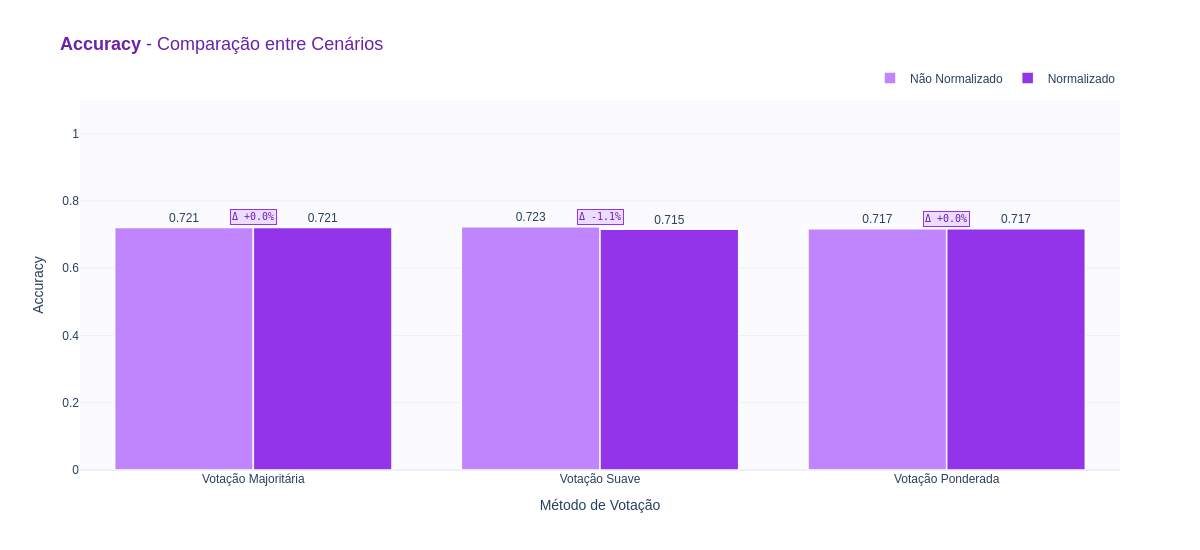 Accuracy - Comparação entre Cenários
Não Normalizado Normalizado
1
0.8
0.6
0.4
0.2
0
Accuracy
0.721 Δ +0.0% 0.721
0.723 Δ -1.1% 0.715
0.717 Δ +0.0% 0.717
Votação Majoritária Votação Suave Votação Ponderada
Método de Votação